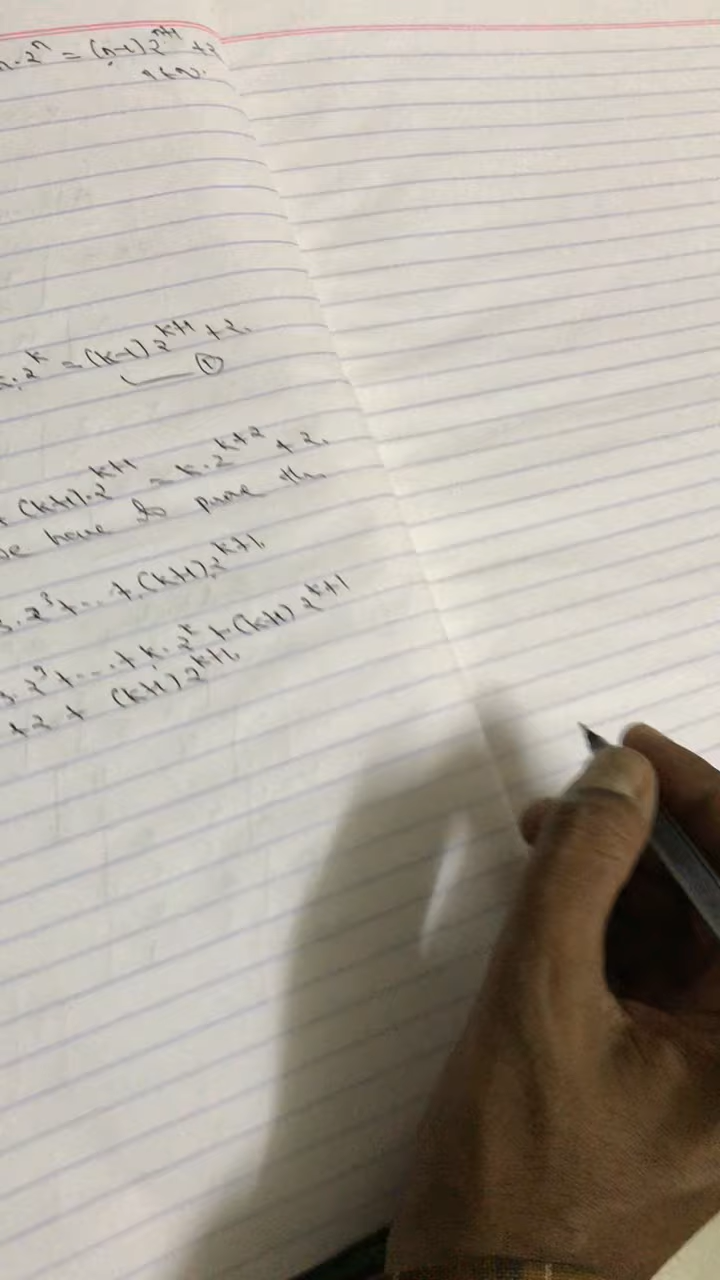 n·2ⁿ = (n-1) 2ⁿ⁺¹ + 2
k·2ᵏ = (k-1) 2ᵏ⁺¹ + 2.
①
+ (k+1)·2ᵏ⁺¹ = k·2ᵏ⁺² + 2.
we have to prove
3·2³ + ... + (k+1) 2ᵏ⁺¹.
3·2³ + ... + k·2ᵏ + (k+1) 2ᵏ⁺¹
+2 + (k+1) 2ᵏ⁺¹.